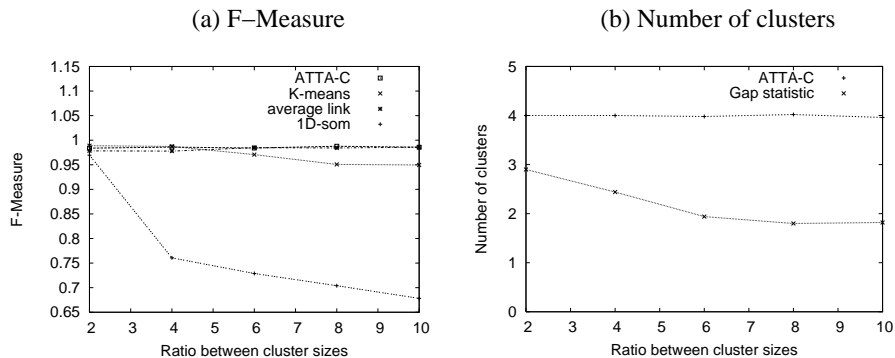 (a) F–Measure
1.15
1.1
1.05
1
0.95
0.9
0.85
0.8
0.75
0.7
0.65
F-Measure
ATTA-C
K-means
average link
1D-som
2 3 4 5 6 7 8 9 10
Ratio between cluster sizes
(b) Number of clusters
5
4
3
2
1
0
Number of clusters
ATTA-C
Gap statistic
2 3 4 5 6 7 8 9 10
Ratio between cluster sizes